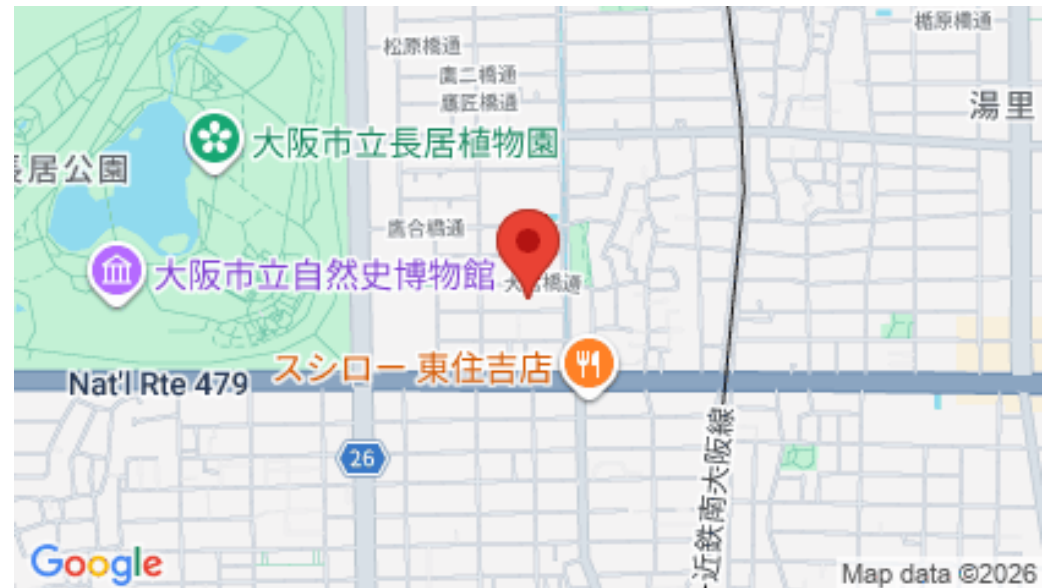 松原橋通
楯原橋通
鷹二橋通
鷹匠橋通
湯里
大阪市立長居植物園
長居公園
鷹合橋通
大阪市立自然史博物館
橋通
スシロー 東住吉店
Nat'l Rte 479
26
近鉄南大阪線
Google
Map data ©2026